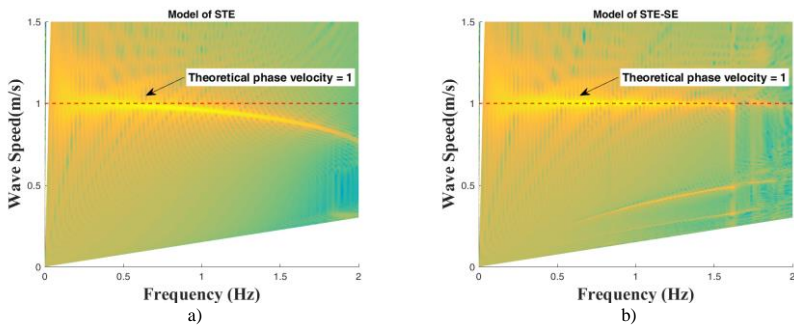 Model of STE
1.5
1
0.5
0
Wave Speed(m/s)
Theoretical phase velocity = 1
0
0.5
1
1.5
2
Frequency (Hz)
a)
Model of STE-SE
1.5
1
0.5
0
Wave Speed(m/s)
Theoretical phase velocity = 1
0
0.5
1
1.5
2
Frequency (Hz)
b)